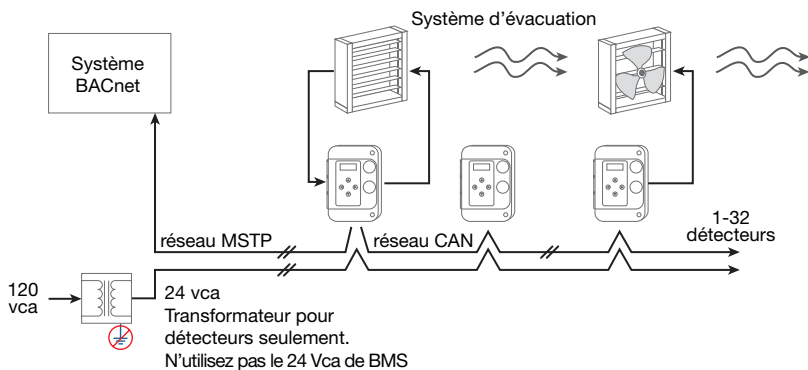 Système d'évacuation
Système
BACnet
réseau MSTP
réseau CAN
1-32
détecteurs
120
vca
24 vca
Transformateur pour
détecteurs seulement.
N'utilisez pas le 24 Vca de BMS